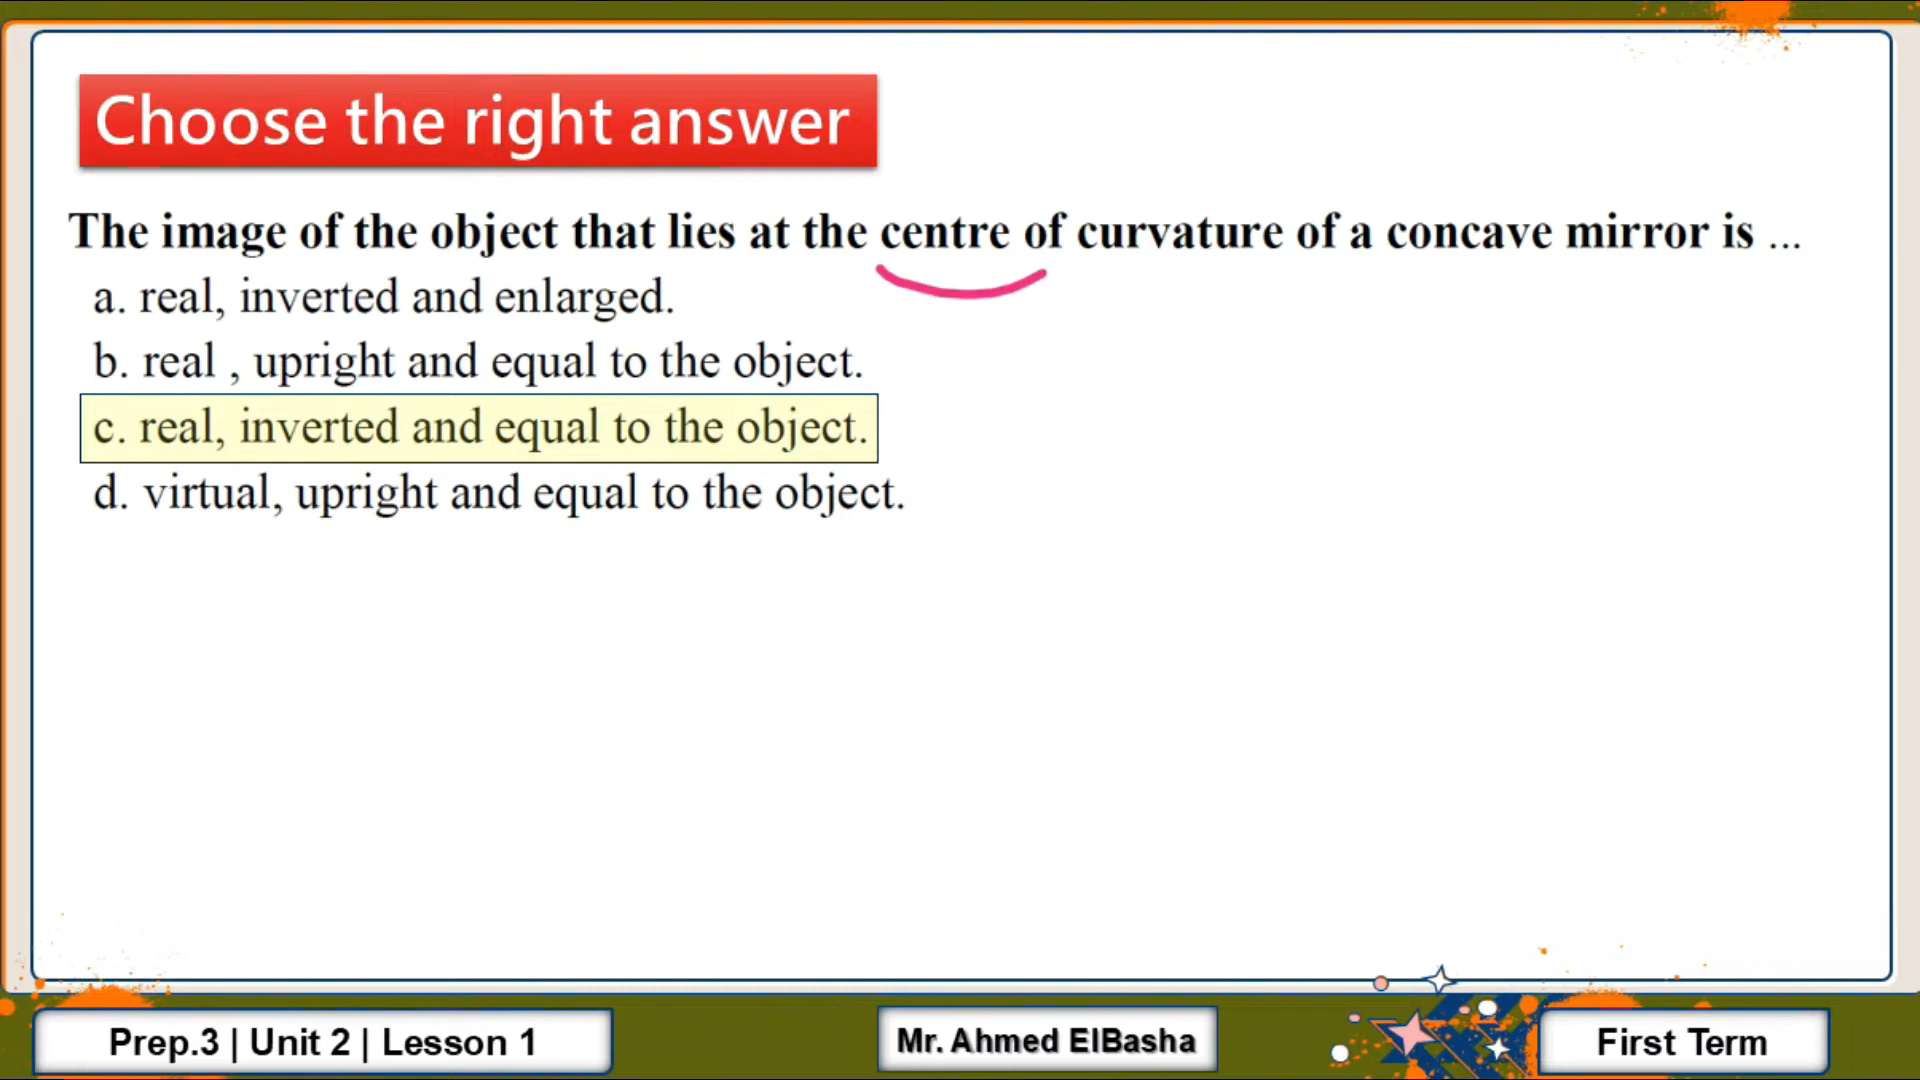 Choose the right answer
The image of the object that lies at the centre of curvature of a concave mirror is ...
a. real, inverted and enlarged.
b. real , upright and equal to the object.
c. real, inverted and equal to the object.
d. virtual, upright and equal to the object.
Prep.3 | Unit 2 | Lesson 1
Mr. Ahmed ElBasha
First Term